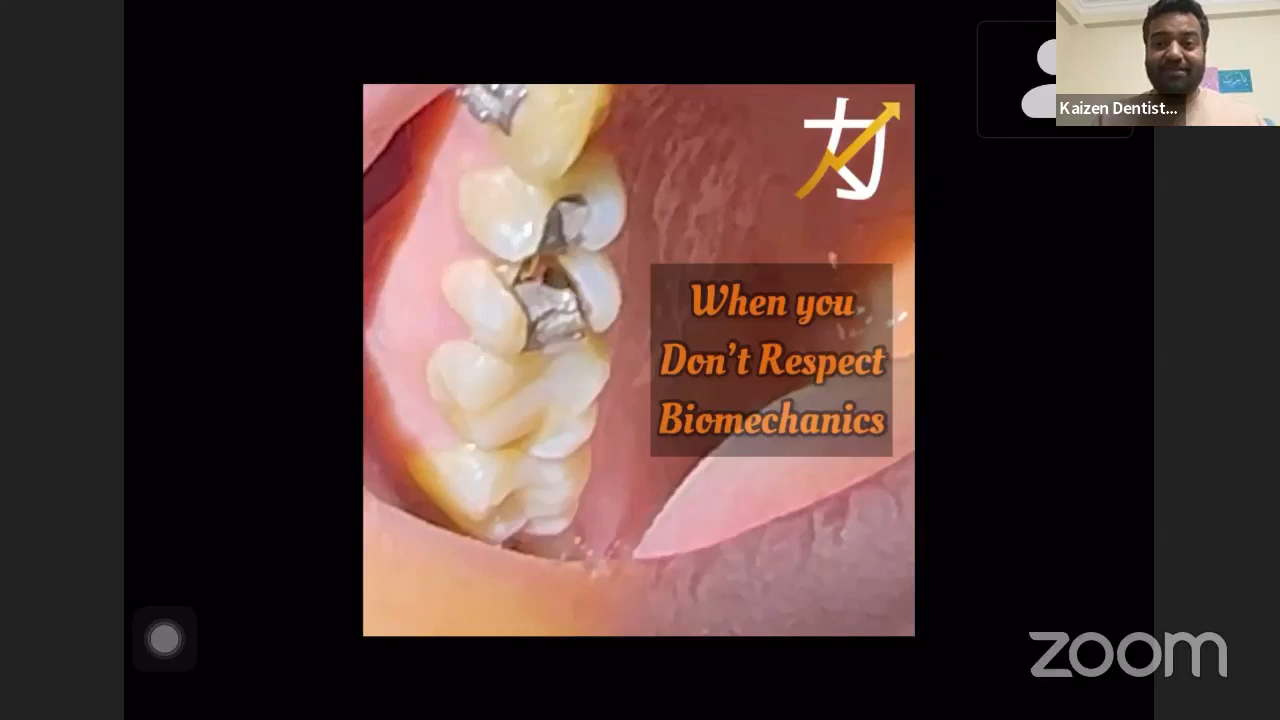 Kaizen Dentist...
When you
Don't Respect
Biomechanics
zoom